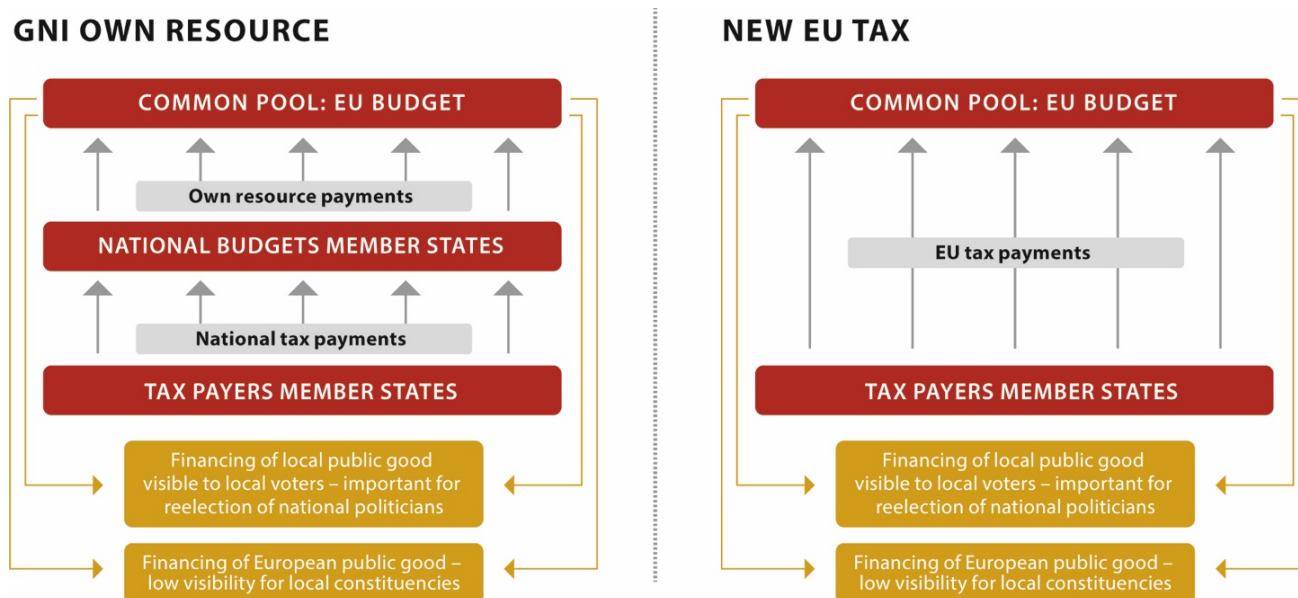 GNI OWN RESOURCE
COMMON POOL: EU BUDGET
Own resource payments
NATIONAL BUDGETS MEMBER STATES
National tax payments
TAX PAYERS MEMBER STATES
Financing of local public good
visible to local voters – important for
reelection of national politicians
Financing of European public good –
low visibility for local constituencies
NEW EU TAX
COMMON POOL: EU BUDGET
EU tax payments
TAX PAYERS MEMBER STATES
Financing of local public good
visible to local voters – important for
reelection of national politicians
Financing of European public good –
low visibility for local constituencies